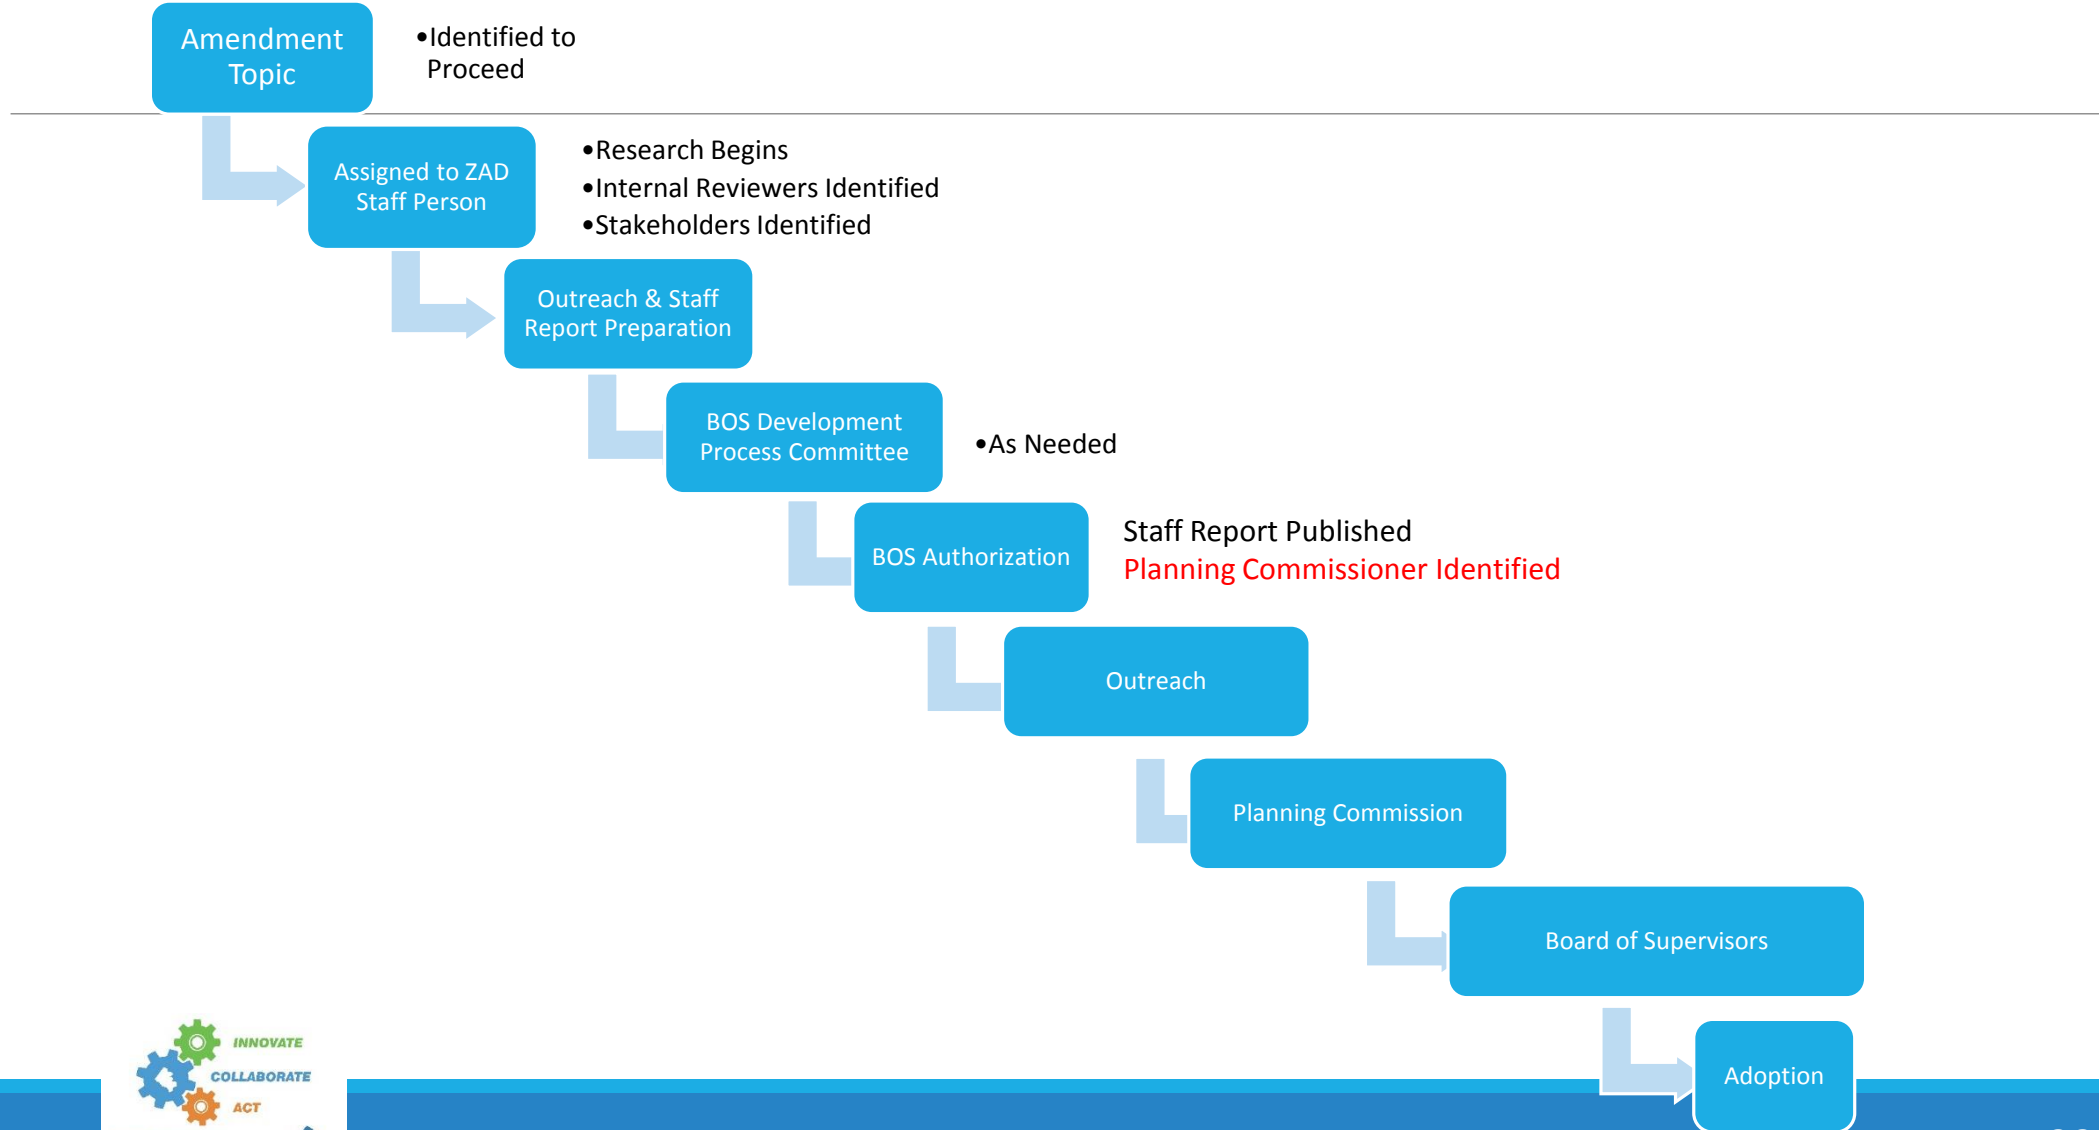 Amendment
Topic
•Identified to
Proceed
Assigned to ZAD
Staff Person
•Research Begins
•Internal Reviewers Identified
•Stakeholders Identified
Outreach & Staff
Report Preparation
BOS Development
Process Committee
•As Needed
BOS Authorization
Staff Report Published
Planning Commissioner Identified
Outreach
Planning Commission
Board of Supervisors
Adoption
INNOVATE
COLLABORATE
ACT